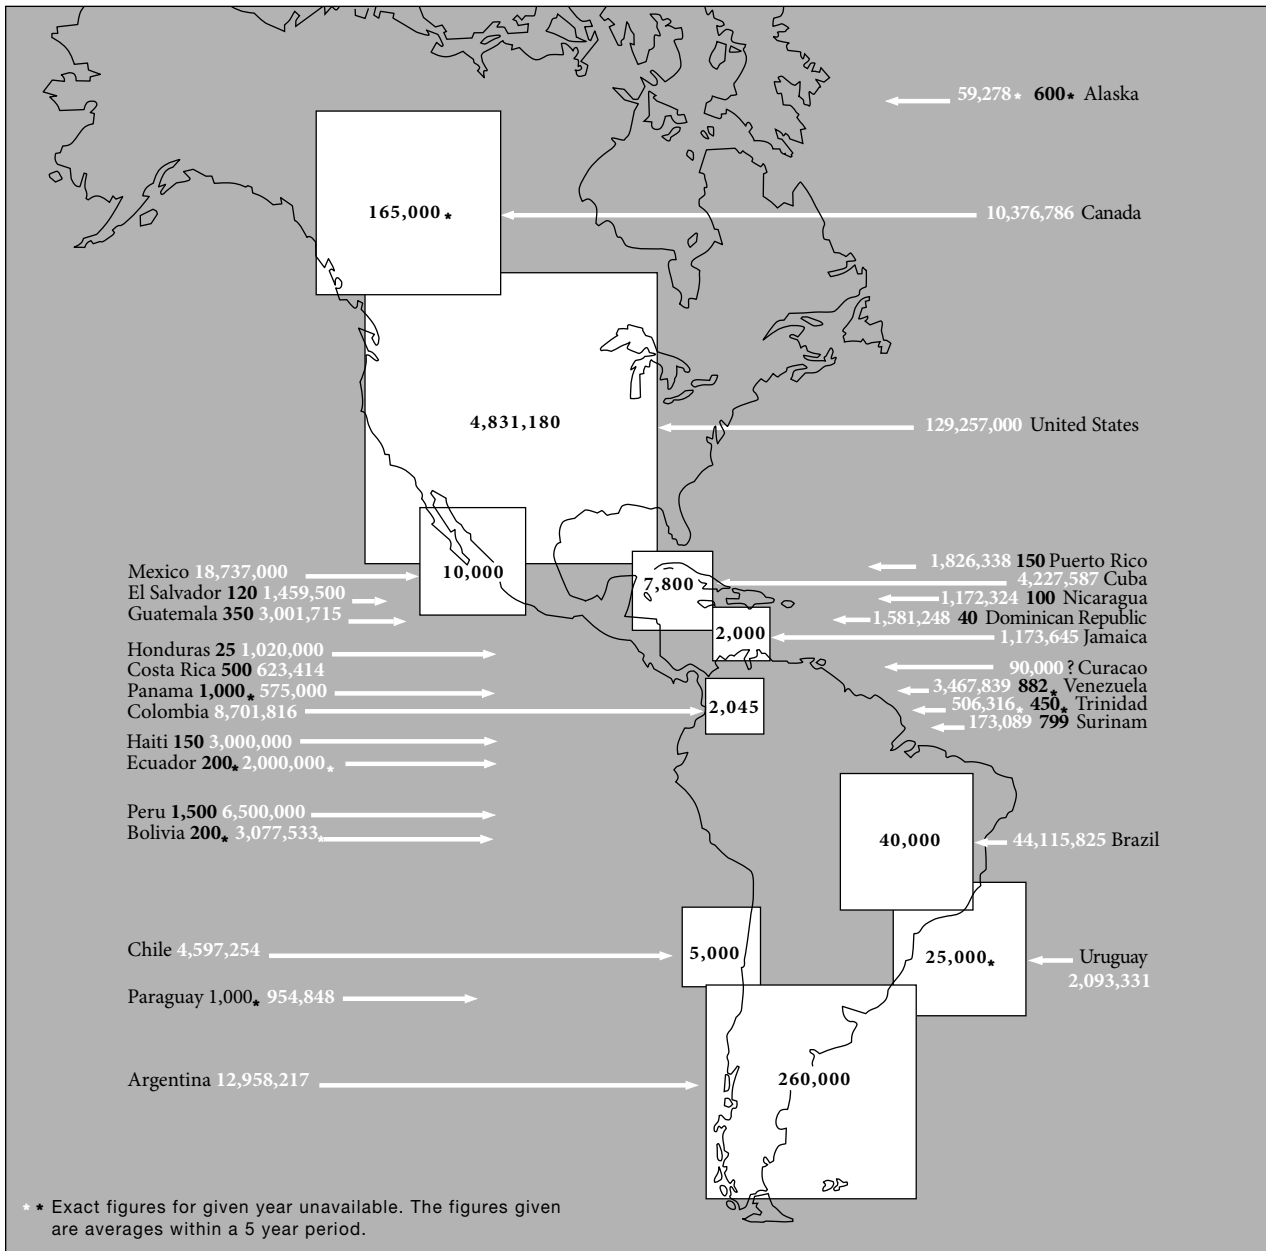 59,278* 600* Alaska
165,000*
10,376,786 Canada
4,831,180
129,257,000 United States
Mexico 18,737,000
10,000
El Salvador 120 1,459,500
Guatemala 350 3,001,715
Honduras 25 1,020,000
Costa Rica 500 623,414
Panama 1,000* 575,000
Colombia 8,701,816
2,045
Haiti 150 3,000,000
Ecuador 200* 2,000,000*
Peru 1,500 6,500,000
Bolivia 200* 3,077,533*
1,826,338 150 Puerto Rico
7,800
4,227,587 Cuba
1,172,324 100 Nicaragua
1,581,248 40 Dominican Republic
2,000
1,173,645 Jamaica
90,000 ? Curacao
3,467,839 882* Venezuela
506,316* 450* Trinidad
173,089 799 Surinam
40,000
44,115,825 Brazil
Chile 4,597,254
5,000
25,000*
Uruguay
2,093,331
Paraguay 1,000* 954,848
Argentina 12,958,217
260,000
* * Exact figures for given year unavailable. The figures given
are averages within a 5 year period.